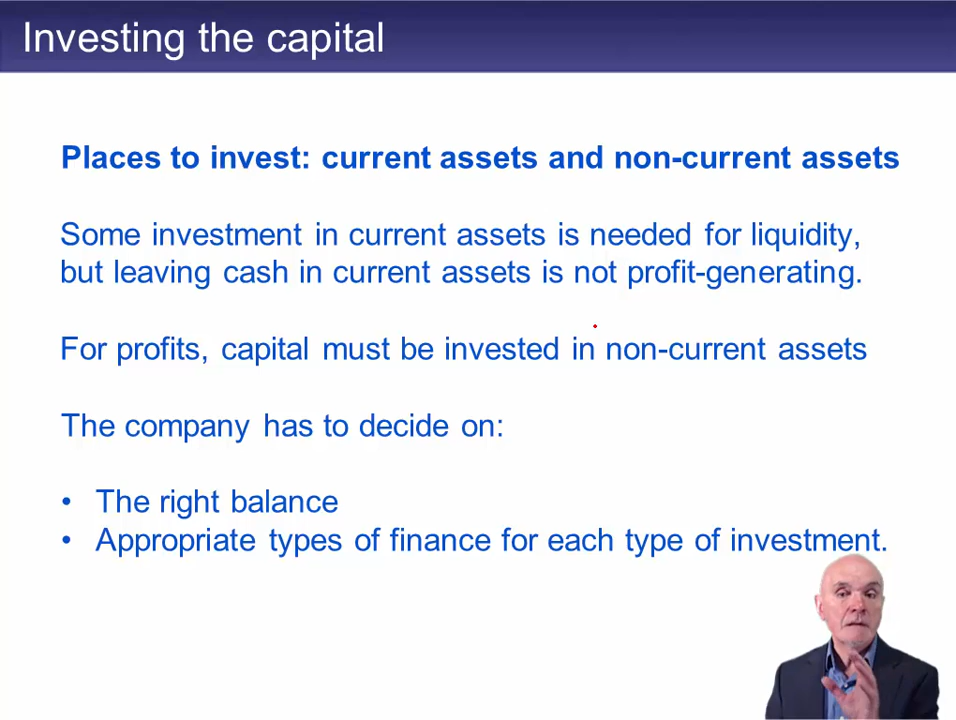 Investing the capital
Places to invest: current assets and non-current assets
Some investment in current assets is needed for liquidity,
but leaving cash in current assets is not profit-generating.
For profits, capital must be invested in non-current assets
The company has to decide on:
• The right balance
• Appropriate types of finance for each type of investment.